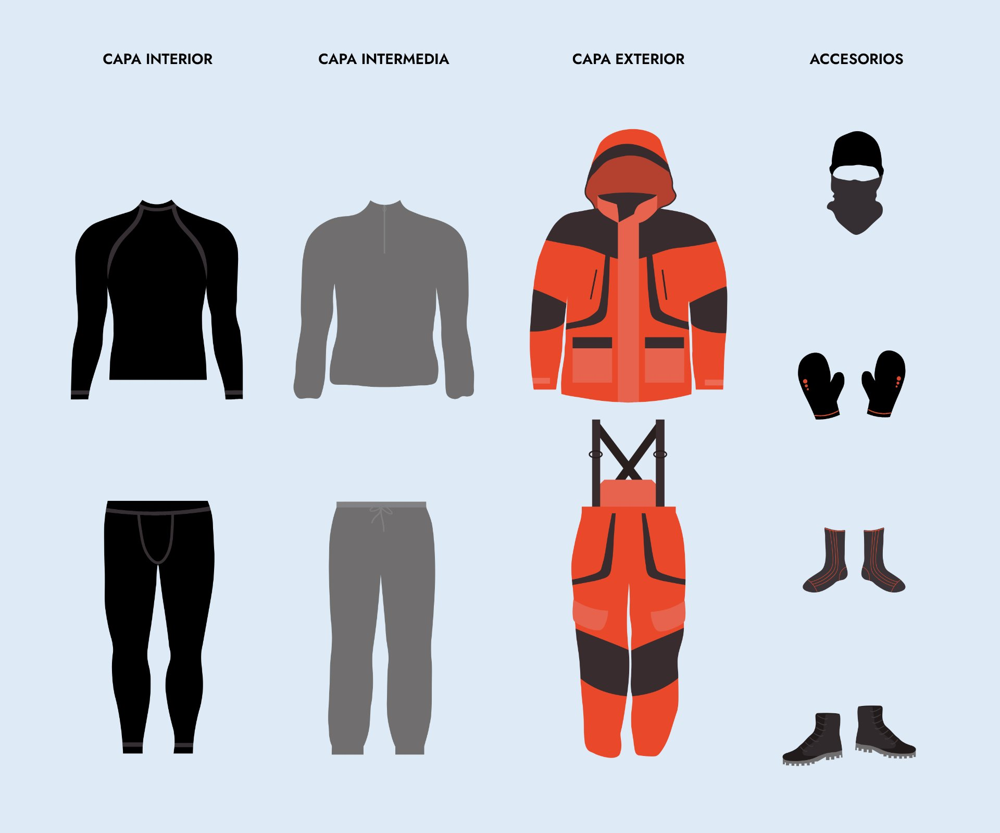 CAPA INTERIOR
CAPA INTERMEDIA
CAPA EXTERIOR
ACCESORIOS